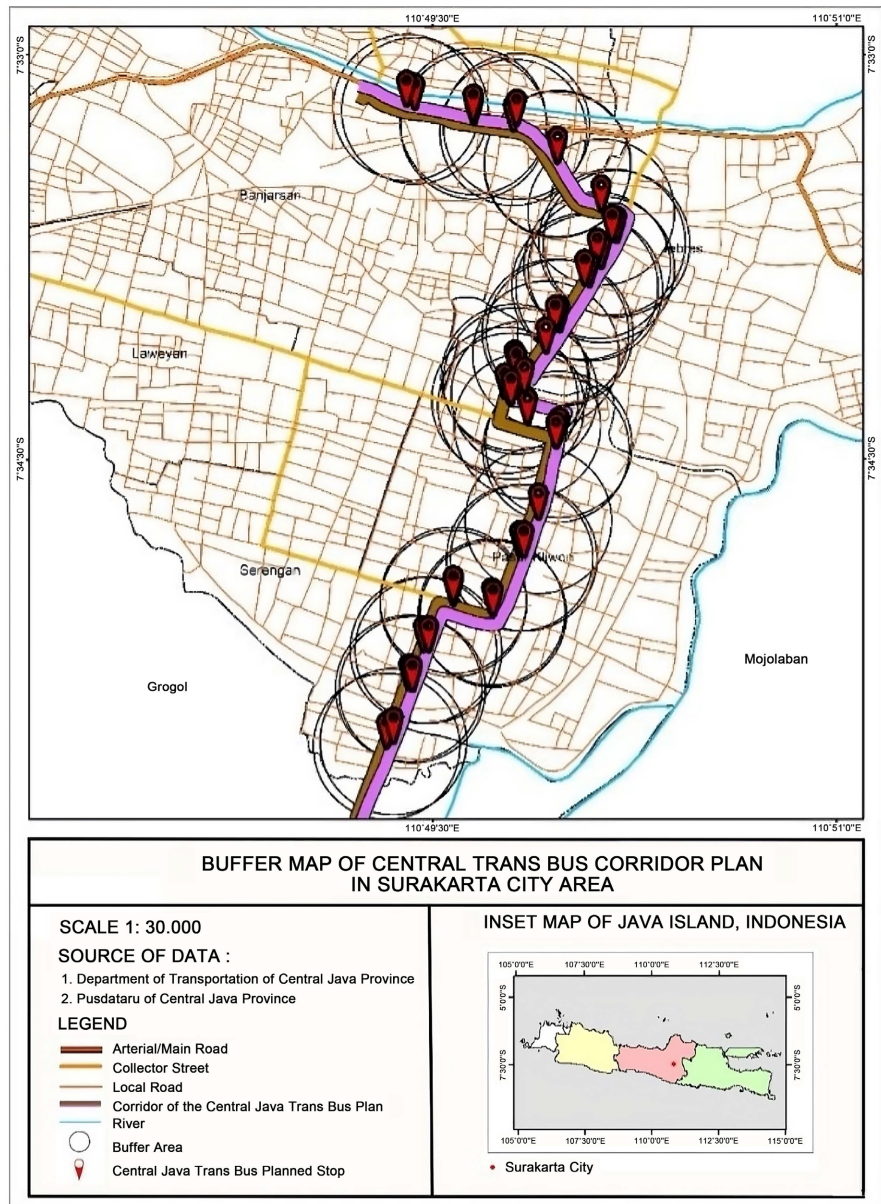 110°49'30"E
110°51'0"E
7°33'0"S
7°33'0"S
Banjarsari
Jebres
Laweyan
7°34'30"S
7°34'30"S
Pasar Kliwon
Serengan
Mojolaban
Grogol
110°49'30"E
110°51'0"E
BUFFER MAP OF CENTRAL TRANS BUS CORRIDOR PLAN
IN SURAKARTA CITY AREA
SCALE 1: 30.000
SOURCE OF DATA :
1. Department of Transportation of Central Java Province
2. Pusdataru of Central Java Province
LEGEND
Arterial/Main Road
Collector Street
Local Road
Corridor of the Central Java Trans Bus Plan
River
Buffer Area
Central Java Trans Bus Planned Stop
INSET MAP OF JAVA ISLAND, INDONESIA
105°0'0"E
107°30'0"E
110°0'0"E
112°30'0"E
5°0'0"S
5°0'0"S
7°30'0"S
7°30'0"S
105°0'0"E
107°30'0"E
110°0'0"E
112°30'0"E
115°0'0"E
Surakarta City